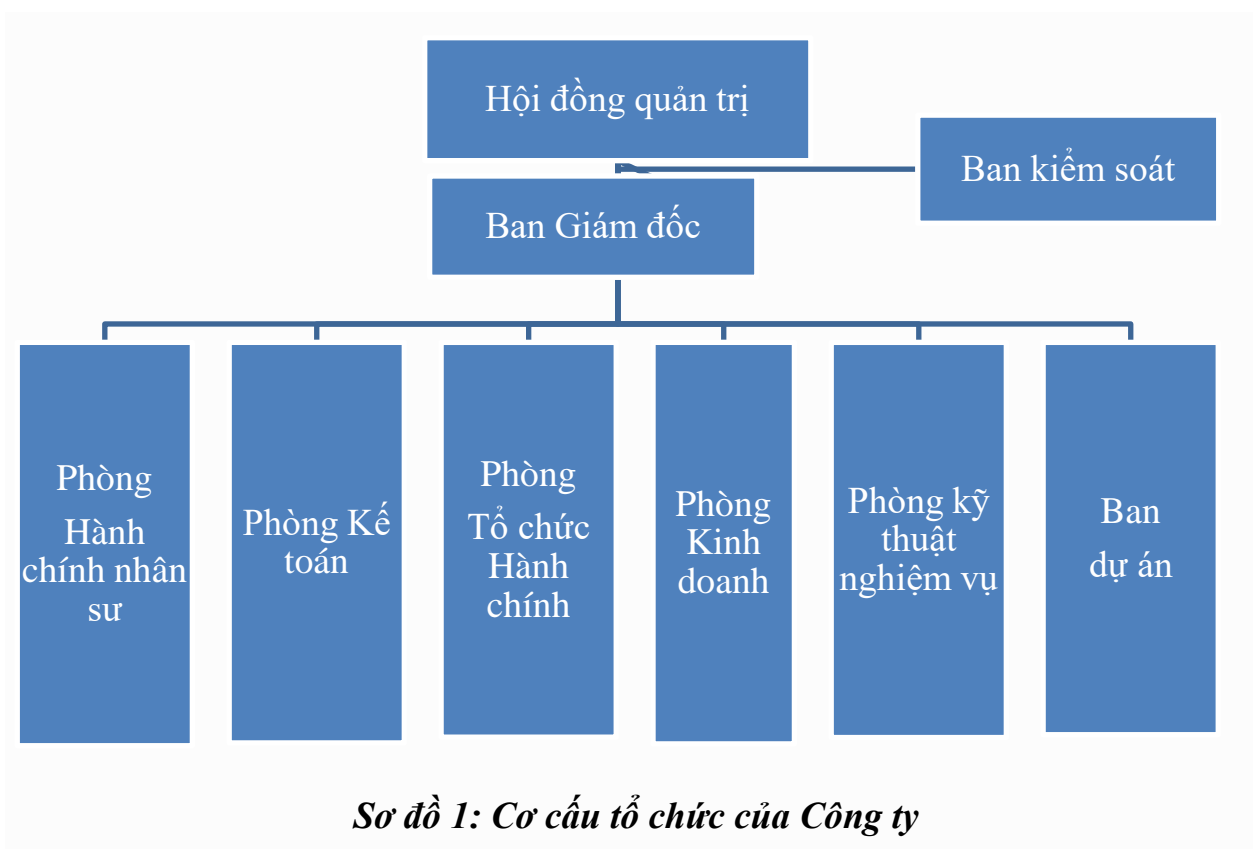 Hội đồng quản trị
Ban kiểm soát
Ban Giám đốc
Phòng
Hành
chính nhân
sư
Phòng Kế
toán
Phòng
Tổ chức
Hành
chính
Phòng
Kinh
doanh
Phòng kỹ
thuật
nghiệm vụ
Ban
dự án
Sơ đồ 1: Cơ cấu tổ chức của Công ty